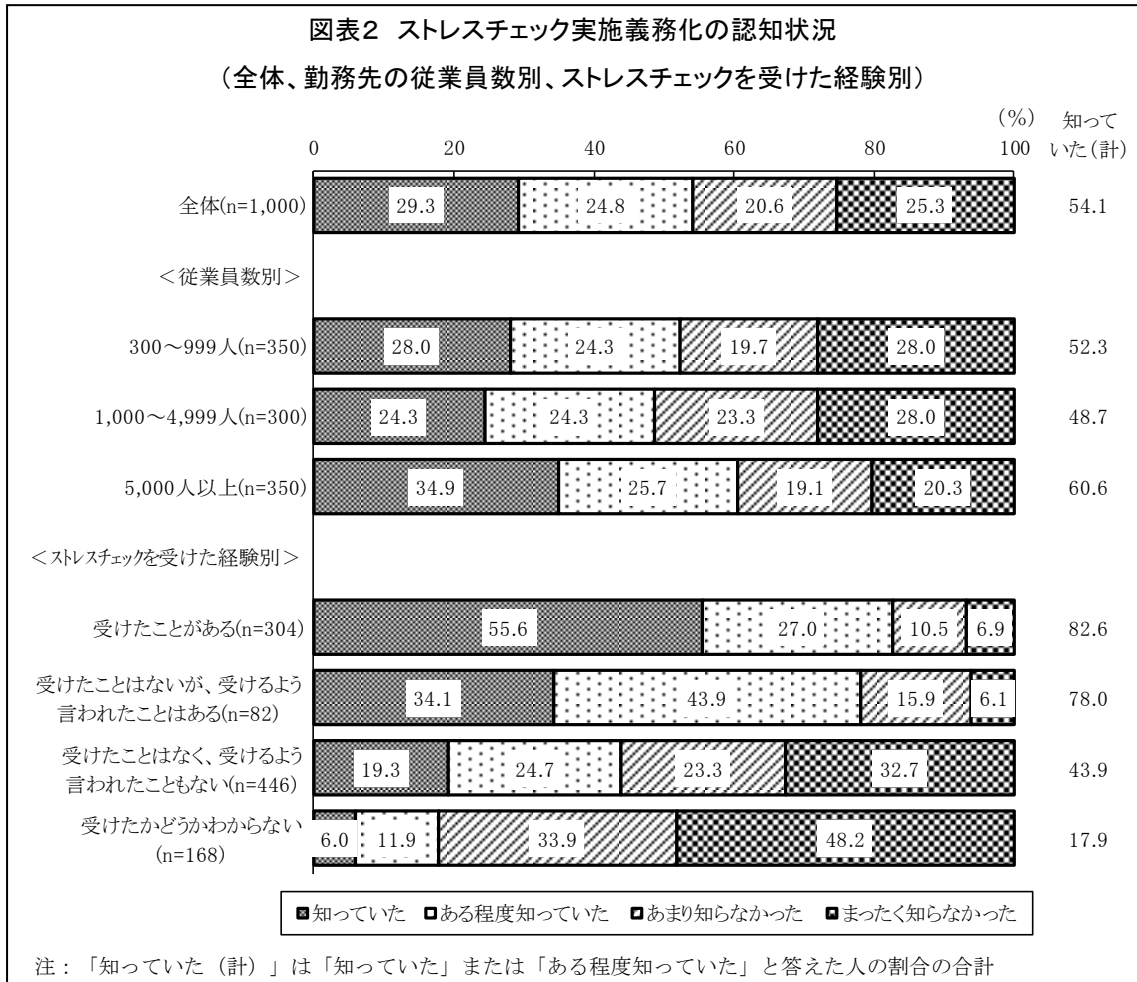 図表2 ストレスチェック実施義務化の認知状況
(全体、勤務先の従業員数別、ストレスチェックを受けた経験別)
(%) 知って
0 20 40 60 80 100 いた(計)
全体(n=1,000) 29.3 24.8 20.6 25.3 54.1
<従業員数別>
300~999人(n=350) 28.0 24.3 19.7 28.0 52.3
1,000~4,999人(n=300) 24.3 24.3 23.3 28.0 48.7
5,000人以上(n=350) 34.9 25.7 19.1 20.3 60.6
<ストレスチェックを受けた経験別>
受けたことがある(n=304) 55.6 27.0 10.5 6.9 82.6
受けたことはないが、受けるよう
言われたことはある(n=82) 34.1 43.9 15.9 6.1 78.0
受けたことはなく、受けるよう
言われたこともない(n=446) 19.3 24.7 23.3 32.7 43.9
受けたかどうかわからない
(n=168) 6.0 11.9 33.9 48.2 17.9
知っていた ある程度知っていた あまり知らなかった まったく知らなかった
注:「知っていた(計)」は「知っていた」または「ある程度知っていた」と答えた人の割合の合計